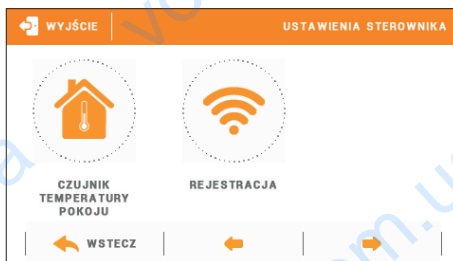 WYJŚCIE
USTAWIENIA STEROWNIKA
CZUJNIK
TEMPERATURY
POKOJU
REJESTRACJA
WSTECZ